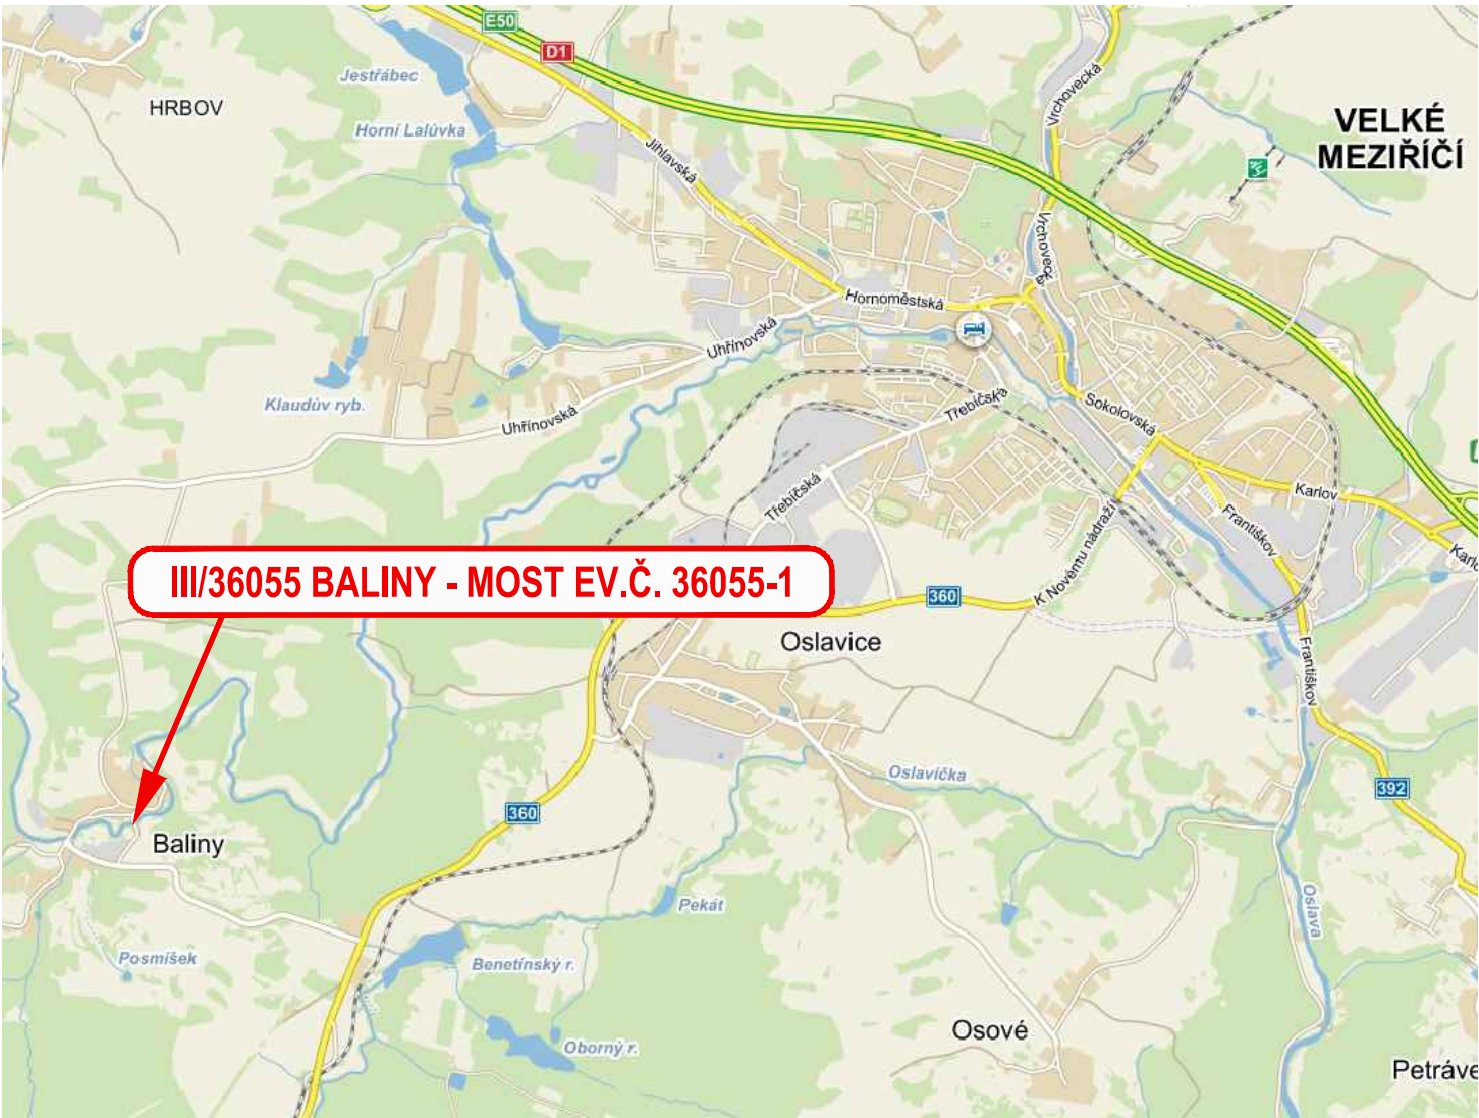 E50
D1
Jestřábec
HRBOV
Horní Lalůvka
Vrchovecká
VELKÉ
MEZIŘÍČÍ
Jihlavská
Vrchovecká
Hornoměstská
Uhřínovská
Klaudův ryb.
Uhřínovská
Třebíčská
Sokolovská
Třebíčská
Karlov
Františkov
K Novému nádraží
III/36055 BALINY - MOST EV.Č. 36055-1
360
Oslavice
Františkov
Oslavička
392
360
Baliny
Pekát
Oslava
Posmíšek
Benetínský r.
Osové
Oborný r.
Petráve